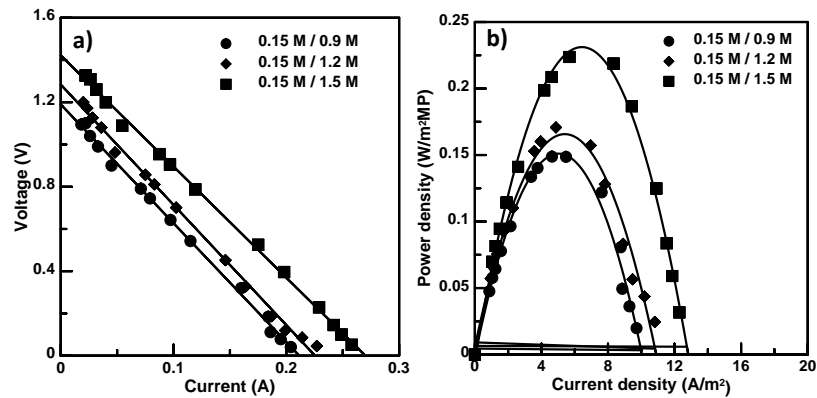 a)
0.15 M / 0.9 M
0.15 M / 1.2 M
0.15 M / 1.5 M
1.6
1.2
0.8
0.4
0
Voltage (V)
0
0.1
0.2
0.3
Current (A)
b)
0.15 M / 0.9 M
0.15 M / 1.2 M
0.15 M / 1.5 M
0.25
0.2
0.15
0.1
0.05
0
Power density (W/m²MP)
0
4
8
12
16
20
Current density (A/m²)